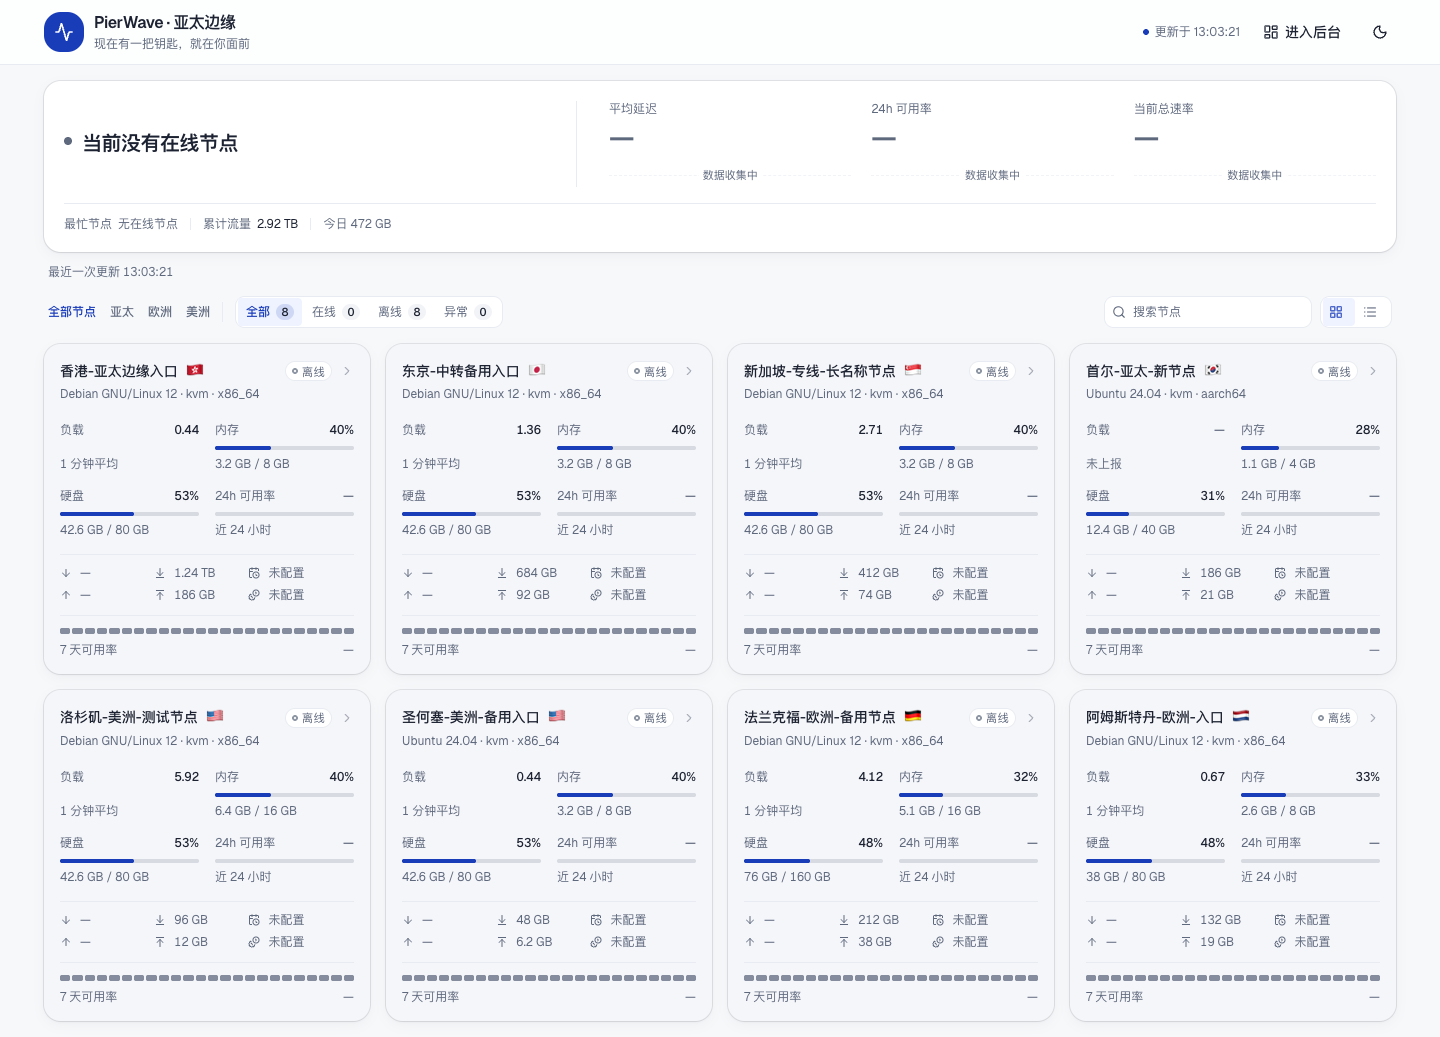 PierWave · 亚太边缘
现在有一把钥匙，就在你面前
更新于 13:03:21
进入后台
当前没有在线节点
平均延迟
—
数据收集中
24h 可用率
—
数据收集中
当前总速率
—
数据收集中
最忙节点 无在线节点 累计流量 2.92 TB 今日 472 GB
最近一次更新 13:03:21
全部节点 亚太 欧洲 美洲 全部 8 在线 0 离线 8 异常 0
搜索节点
香港-亚太边缘入口 离线
Debian GNU/Linux 12 · kvm · x86_64
负载 0.44 内存 40%
1 分钟平均 3.2 GB / 8 GB
硬盘 53% 24h 可用率 —
42.6 GB / 80 GB 近 24 小时
— 1.24 TB 未配置
— 186 GB 未配置
7 天可用率 —
东京-中转备用入口 离线
Debian GNU/Linux 12 · kvm · x86_64
负载 1.36 内存 40%
1 分钟平均 3.2 GB / 8 GB
硬盘 53% 24h 可用率 —
42.6 GB / 80 GB 近 24 小时
— 684 GB 未配置
— 92 GB 未配置
7 天可用率 —
新加坡-专线-长名称节点 离线
Debian GNU/Linux 12 · kvm · x86_64
负载 2.71 内存 40%
1 分钟平均 3.2 GB / 8 GB
硬盘 53% 24h 可用率 —
42.6 GB / 80 GB 近 24 小时
— 412 GB 未配置
— 74 GB 未配置
7 天可用率 —
首尔-亚太-新节点 离线
Ubuntu 24.04 · kvm · aarch64
负载 — 内存 28%
未上报 1.1 GB / 4 GB
硬盘 31% 24h 可用率 —
12.4 GB / 40 GB 近 24 小时
— 186 GB 未配置
— 21 GB 未配置
7 天可用率 —
洛杉矶-美洲-测试节点 离线
Debian GNU/Linux 12 · kvm · x86_64
负载 5.92 内存 40%
1 分钟平均 6.4 GB / 16 GB
硬盘 53% 24h 可用率 —
42.6 GB / 80 GB 近 24 小时
— 96 GB 未配置
— 12 GB 未配置
7 天可用率 —
圣何塞-美洲-备用入口 离线
Ubuntu 24.04 · kvm · x86_64
负载 0.44 内存 40%
1 分钟平均 3.2 GB / 8 GB
硬盘 53% 24h 可用率 —
42.6 GB / 80 GB 近 24 小时
— 48 GB 未配置
— 6.2 GB 未配置
7 天可用率 —
法兰克福-欧洲-备用节点 离线
Debian GNU/Linux 12 · kvm · x86_64
负载 4.12 内存 32%
1 分钟平均 5.1 GB / 16 GB
硬盘 48% 24h 可用率 —
76 GB / 160 GB 近 24 小时
— 212 GB 未配置
— 38 GB 未配置
7 天可用率 —
阿姆斯特丹-欧洲-入口 离线
Debian GNU/Linux 12 · kvm · x86_64
负载 0.67 内存 33%
1 分钟平均 2.6 GB / 8 GB
硬盘 48% 24h 可用率 —
38 GB / 80 GB 近 24 小时
— 132 GB 未配置
— 19 GB 未配置
7 天可用率 —